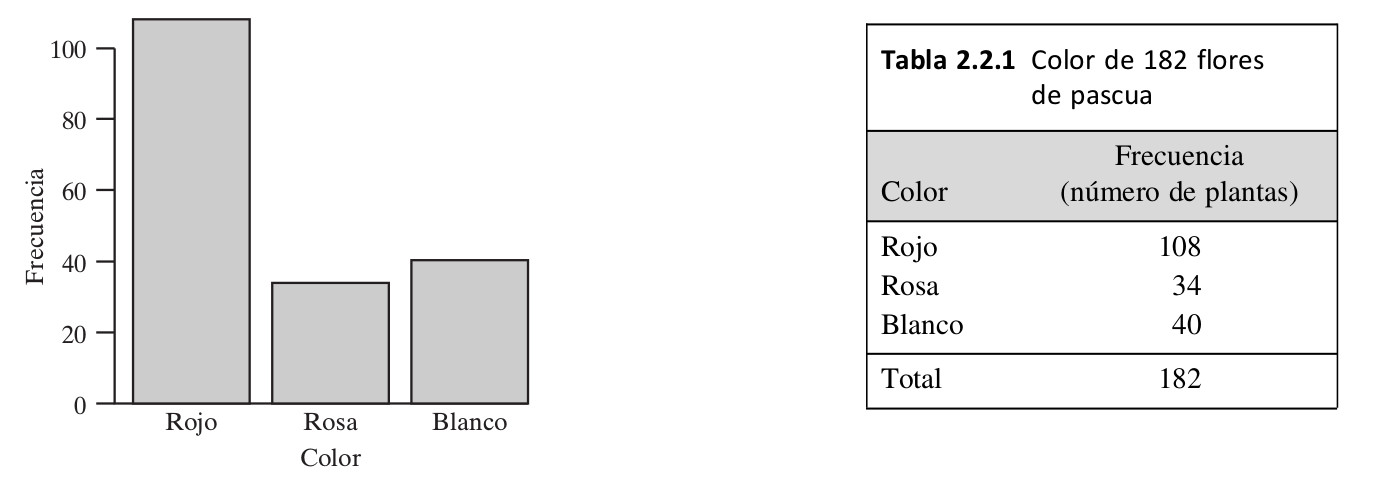 100
80
60
40
20
0
Frecuencia
Rojo Rosa Blanco
Color
Tabla 2.2.1 Color de 182 flores
de pascua
Frecuencia
Color (número de plantas)
Rojo 108
Rosa 34
Blanco 40
Total 182